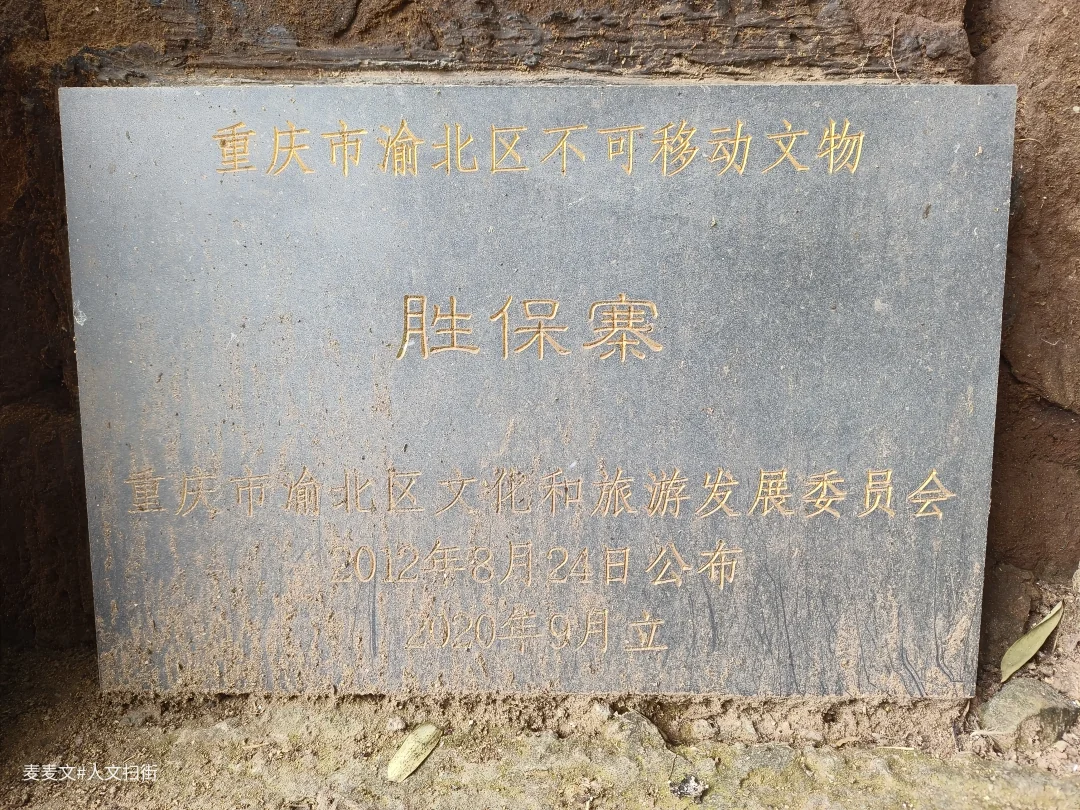 重庆市渝北区不可移动文物
胜保寨
重庆市渝北区文化和旅游发展委员会
2012年8月24日公布
2020年9月立
麦麦文#人文扫街